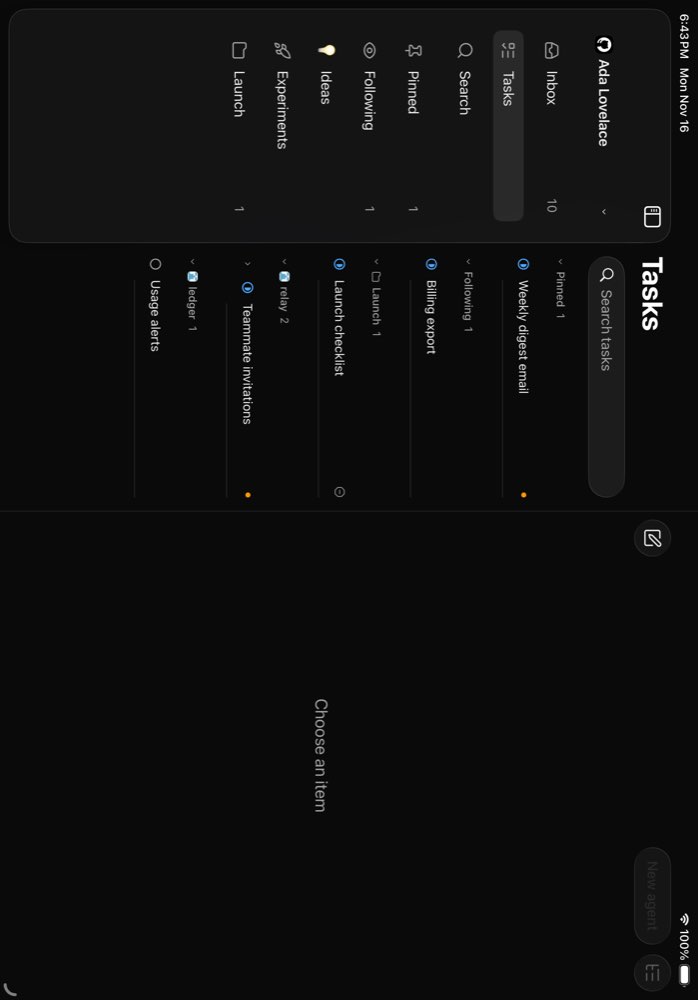 6:43 PM Mon Nov 16
100%
Ada Lovelace
Inbox 10
Tasks
Search
Pinned 1
Following 1
Ideas
Experiments
Launch 1
Tasks
Search tasks
Pinned 1
Weekly digest email
Following 1
Billing export
Launch 1
Launch checklist
relay 2
Teammate invitations
ledger 1
Usage alerts
New agent
Choose an item